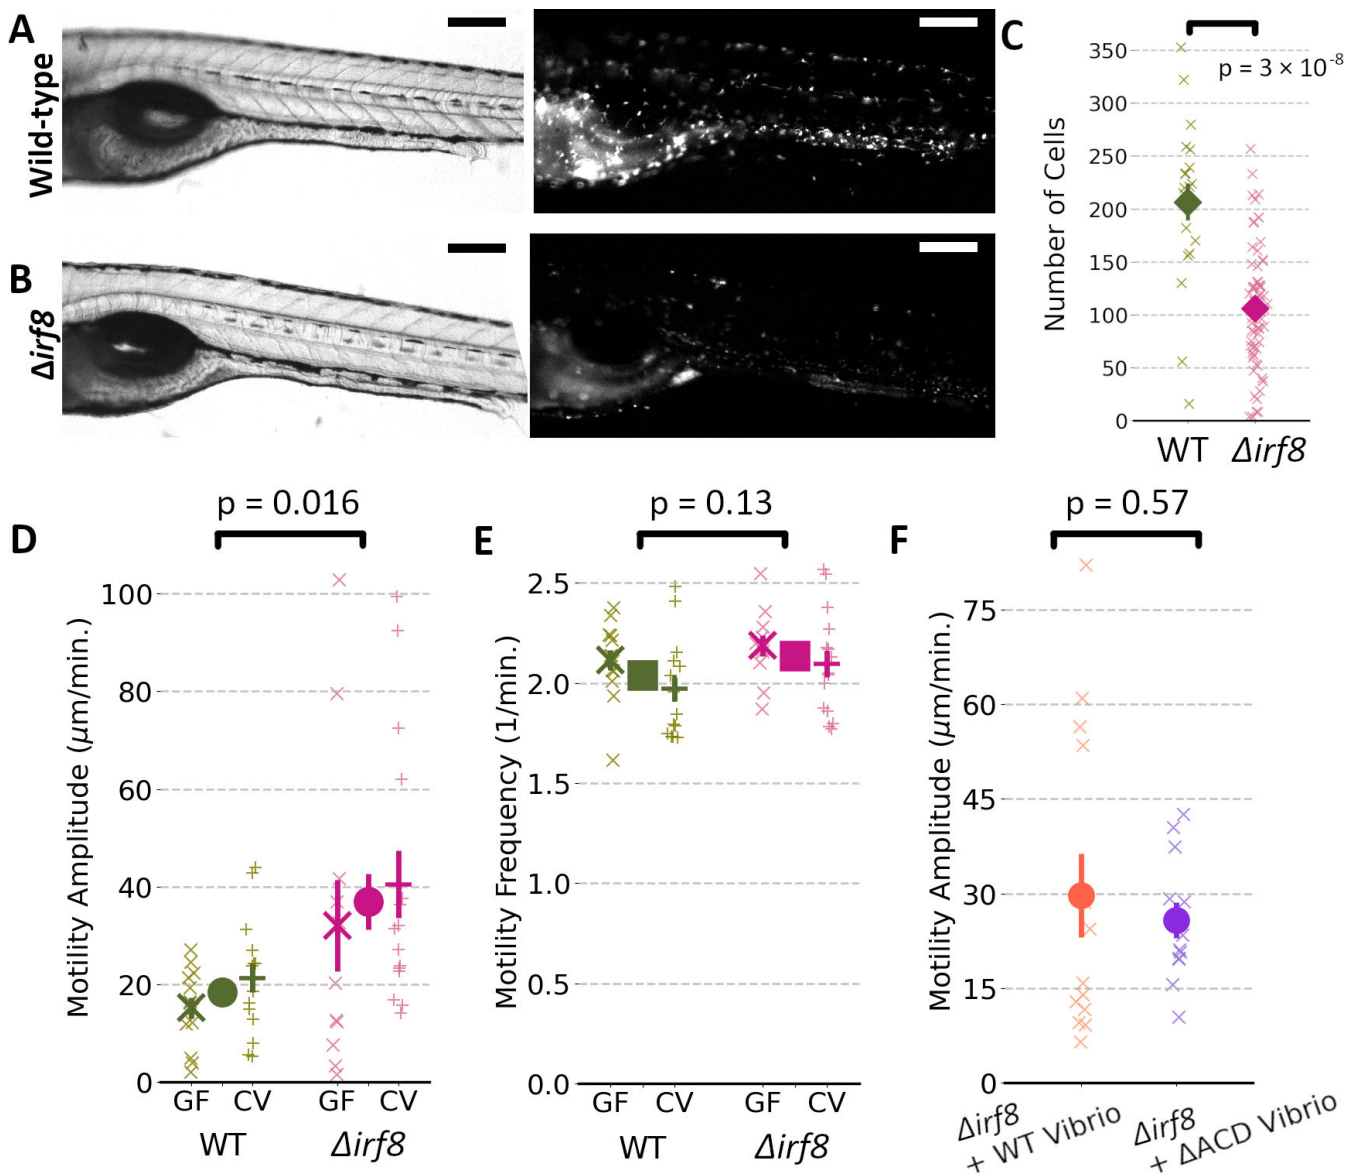 A
Wild-type
B
Δirf8
C
p = 3 × 10-8
Number of Cells
350
300
250
200
150
100
50
0
WT Δirf8
D
p = 0.016
Motility Amplitude (μm/min.)
100
80
60
40
20
0
GF CV GF CV
WT Δirf8
E
p = 0.13
Motility Frequency (1/min.)
2.5
2.0
1.5
1.0
0.5
0.0
GF CV GF CV
WT Δirf8
F
p = 0.57
Motility Amplitude (μm/min.)
75
60
45
30
15
0
Δirf8
+ WT Vibrio
Δirf8
+ ΔACD Vibrio